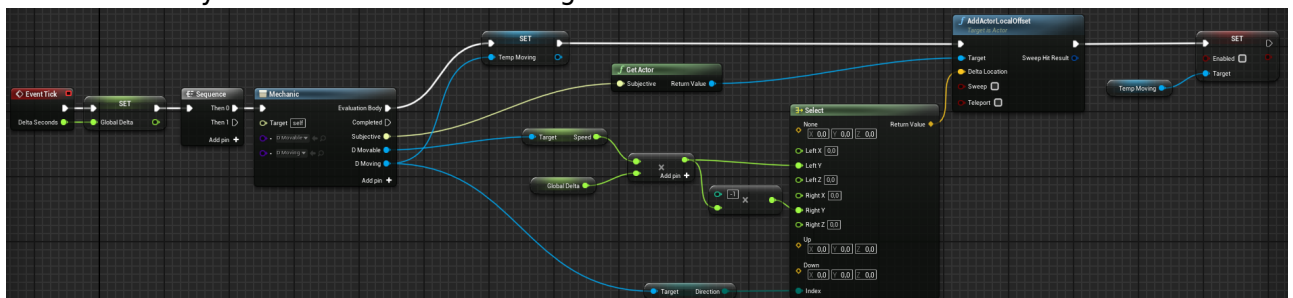 Event Tick
Delta Seconds
SET
Global Delta
Sequence
Then 0
Then 1
Add pin +
Mechanic
Evaluation Body
Target self
Completed
D Movable
Subjective
D Moving
D Movable
D Moving
Add pin +
SET
Temp Moving
Get Actor
Subjective
Return Value
Target
Speed
Global Delta
X
Add pin +
-1
X
Target
Direction
Select
None
Return Value
X 0,0 Y 0,0 Z 0,0
Left X 0,0
Left Y
Left Z 0,0
Right X 0,0
Right Y
Right Z 0,0
Up
X 0,0 Y 0,0 Z 0,0
Down
X 0,0 Y 0,0 Z 0,0
Index
AddActorLocalOffset
Target is Actor
Target
Sweep Hit Result
Delta Location
Sweep
Teleport
Temp Moving
SET
Enabled
Target